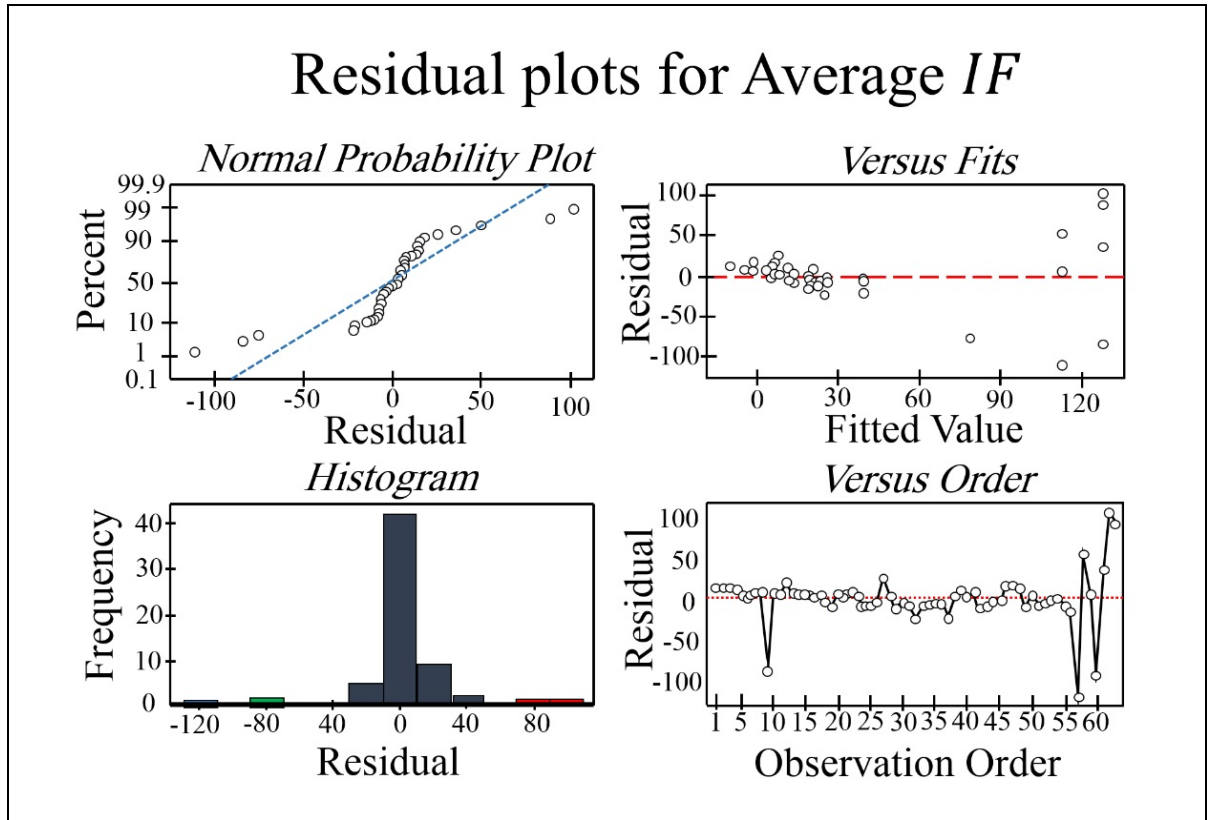 Residual plots for Average IF
Normal Probability Plot
99.9
99
90
50
10
1
0.1
Percent
-100 -50 0 50 100
Residual
Versus Fits
100
50
0
-50
-100
Residual
0 30 60 90 120
Fitted Value
Histogram
40
30
20
10
0
Frequency
-120 -80 40 0 40 80
Residual
Versus Order
100
50
0
-50
-100
Residual
1 5 10 15 20 25 30 35 40 45 50 55 60
Observation Order